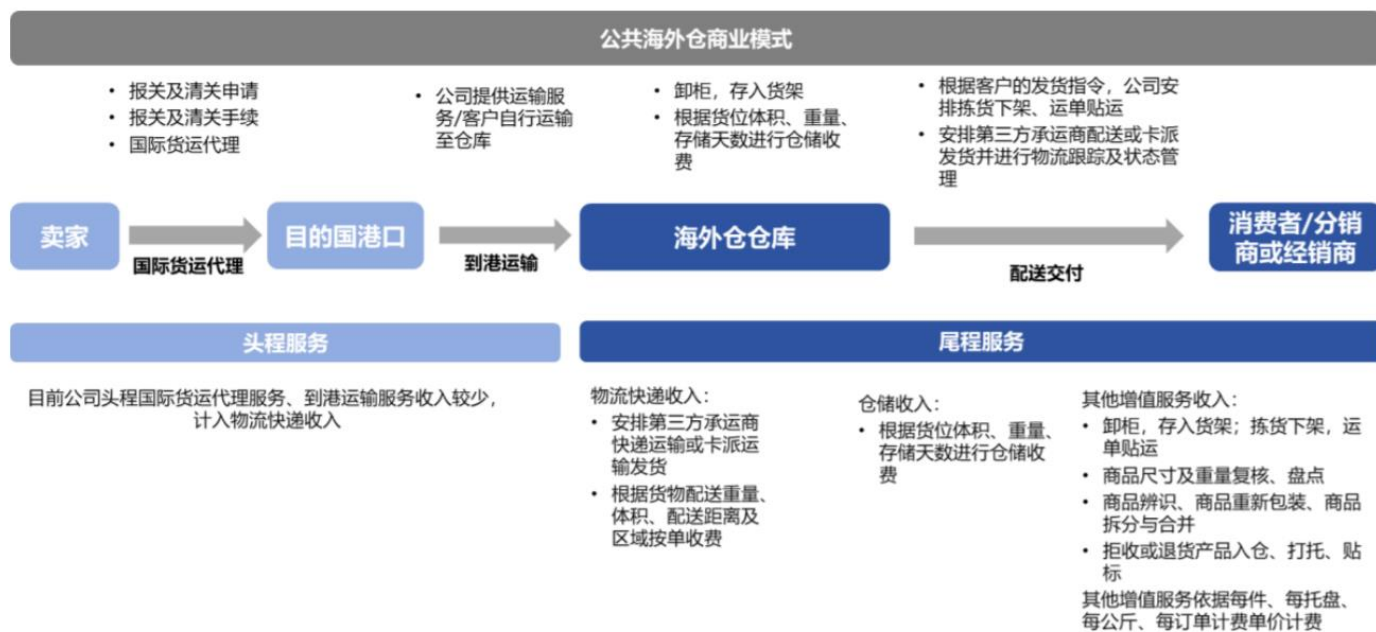 公共海外仓商业模式
• 报关及清关申请
• 报关及清关手续
• 国际货运代理
• 公司提供运输服
务/客户自行运输
至仓库
• 卸柜，存入货架
• 根据货位体积、重量、
存储天数进行仓储收
费
• 根据客户的发货指令，公司安
排拣货下架、运单贴运
• 安排第三方承运商配送或卡派
发货并进行物流跟踪及状态管
理
卖家
国际货运代理
目的国港口
到港运输
海外仓仓库
配送交付
消费者/分销
商或经销商
头程服务
尾程服务
目前公司头程国际货运代理服务、到港运输服务收入较少，
计入物流快递收入
物流快递收入：
• 安排第三方承运商
快递运输或卡派运
输发货
• 根据货物配送重量、
体积、配送距离及
区域按单收费
仓储收入：
• 根据货位体积、重量、
存储天数进行仓储收
费
其他增值服务收入：
• 卸柜，存入货架；拣货下架，运
单贴运
• 商品尺寸及重量复核、盘点
• 商品辨识、商品重新包装、商品
拆分与合并
• 拒收或退货产品入仓、打托、贴
标
其他增值服务依据每件、每托盘、
每公斤、每订单计费单价计费